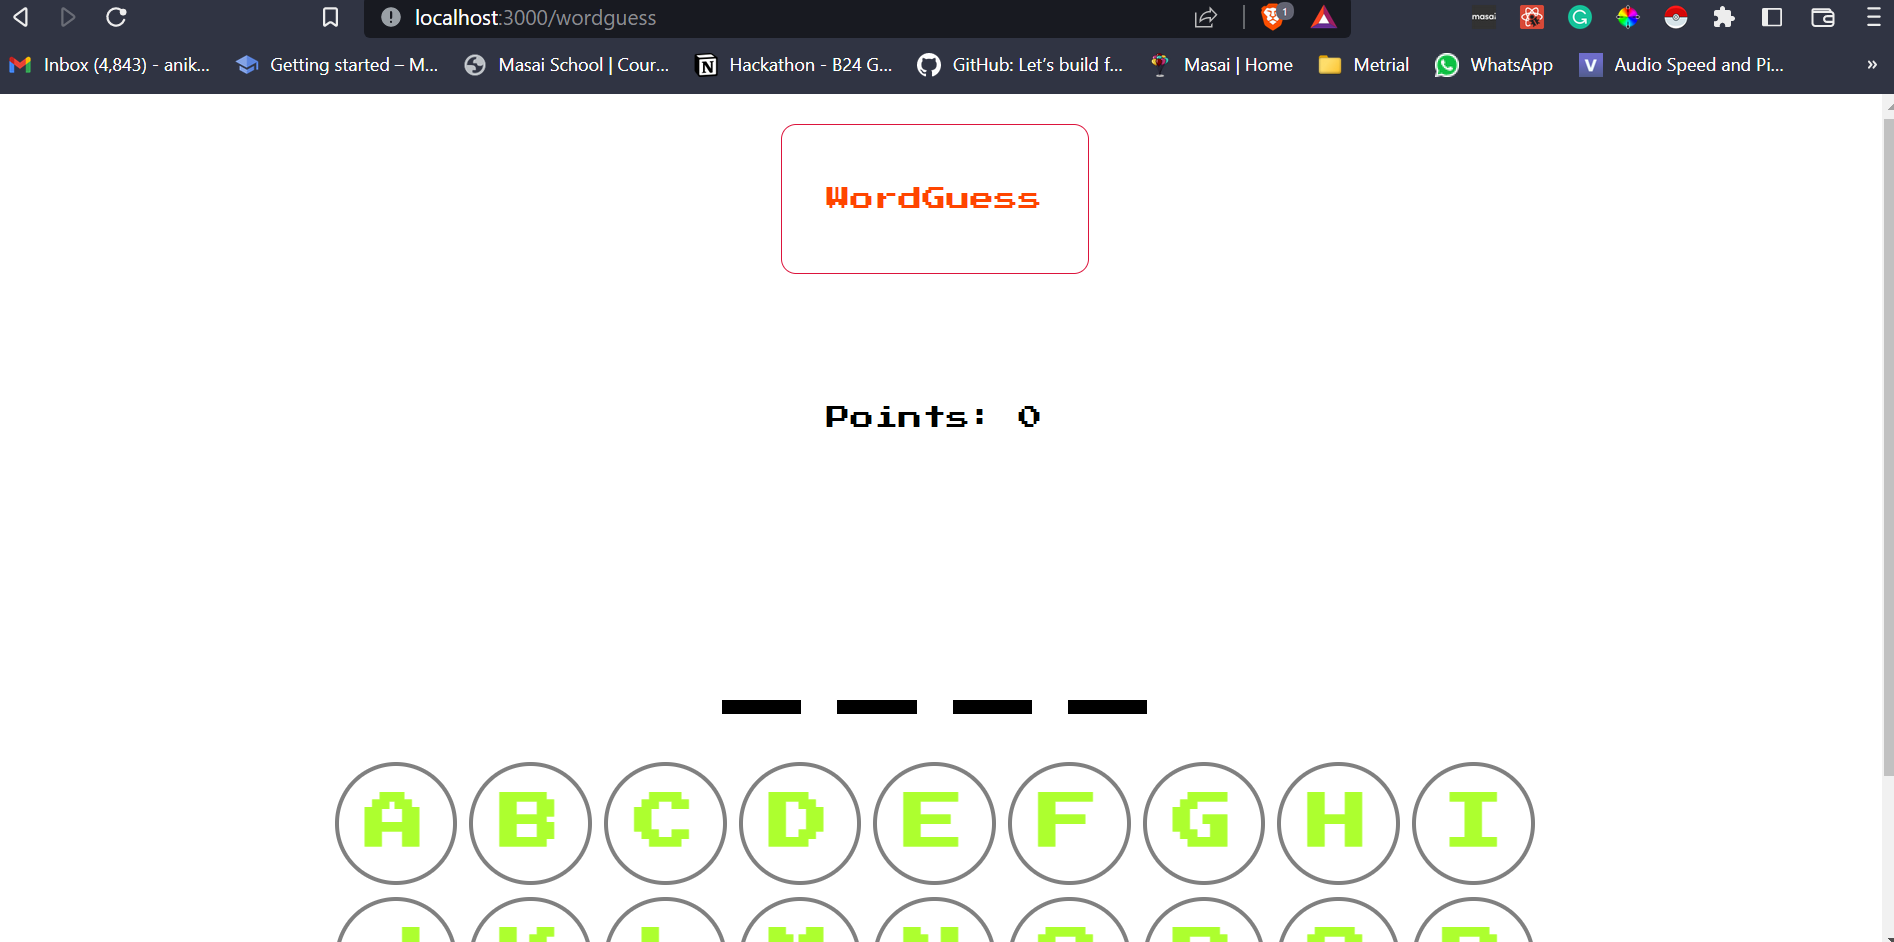 localhost:3000/wordguess
1
masai
G
Inbox (4,843) - anik...
Getting started – M...
Masai School | Cour...
Hackathon - B24 G...
GitHub: Let's build f...
Masai | Home
Metrial
WhatsApp
Audio Speed and Pi...
»
WordGuess
Points: 0
A B C D E F G H I
J K L M N O P Q R